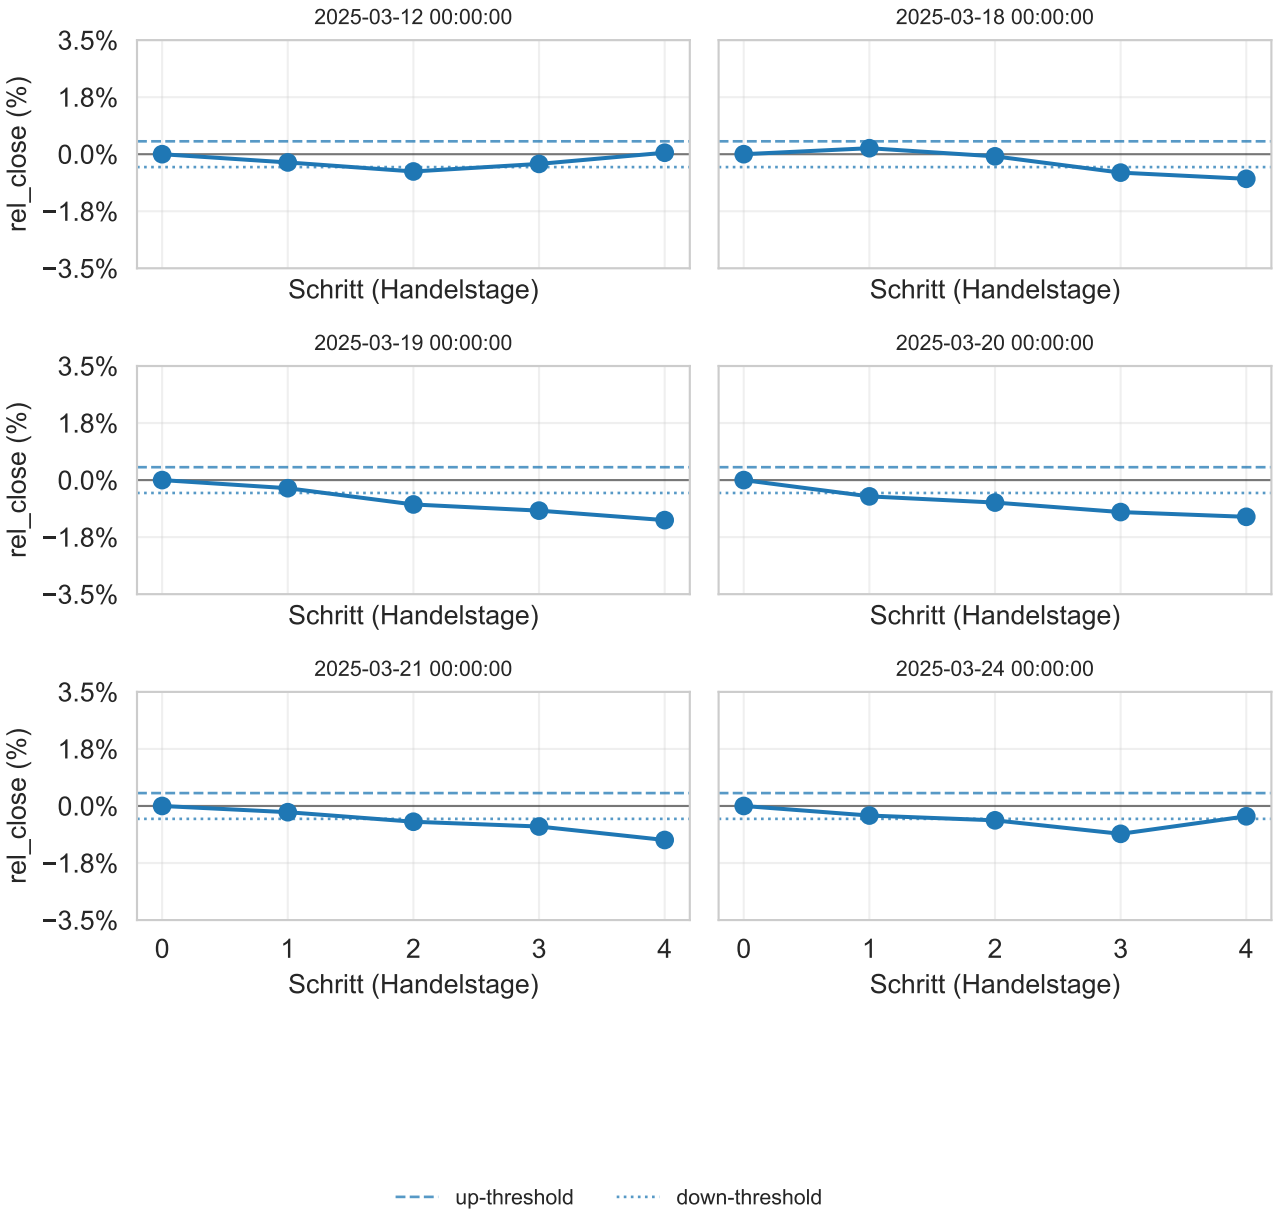 2025-03-12 00:00:00
2025-03-18 00:00:00
3.5%
1.8%
0.0%
−1.8%
−3.5%
rel_close (%)
Schritt (Handelstage)
Schritt (Handelstage)
2025-03-19 00:00:00
2025-03-20 00:00:00
3.5%
1.8%
0.0%
−1.8%
−3.5%
rel_close (%)
Schritt (Handelstage)
Schritt (Handelstage)
2025-03-21 00:00:00
2025-03-24 00:00:00
3.5%
1.8%
0.0%
−1.8%
−3.5%
rel_close (%)
0 1 2 3 4
0 1 2 3 4
Schritt (Handelstage)
Schritt (Handelstage)
up-threshold
down-threshold